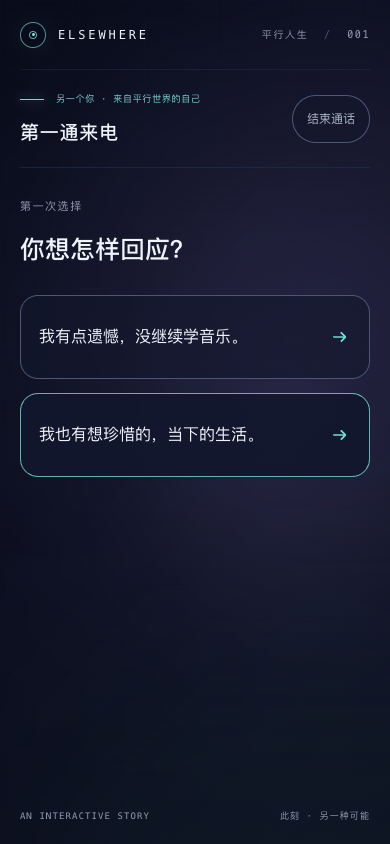 ELSEWHERE
平行人生 / 001
另一个你 · 来自平行世界的自己
第一通来电
结束通话
第一次选择
你想怎样回应?
我有点遗憾，没继续学音乐。 →
我也有想珍惜的，当下的生活。 →
AN INTERACTIVE STORY
此刻 · 另一种可能